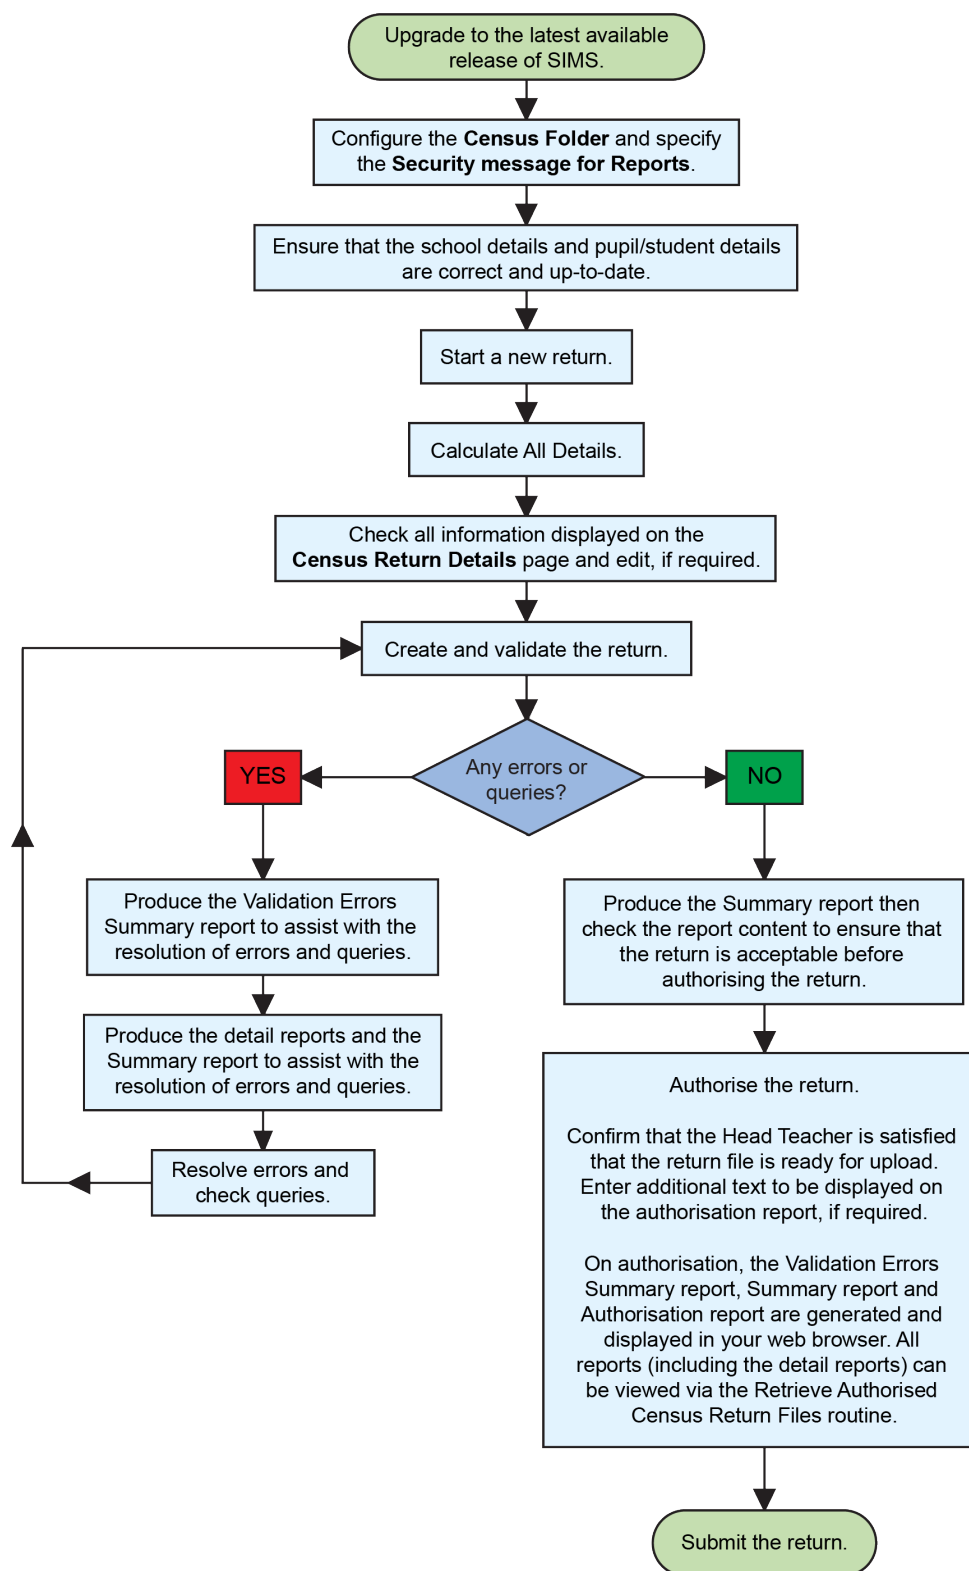 Upgrade to the latest available
release of SIMS.
Configure the Census Folder and specify
the Security message for Reports.
Ensure that the school details and pupil/student details
are correct and up-to-date.
Start a new return.
Calculate All Details.
Check all information displayed on the
Census Return Details page and edit, if required.
Create and validate the return.
Any errors or
queries?
YES
NO
Produce the Validation Errors
Summary report to assist with the
resolution of errors and queries.
Produce the detail reports and the
Summary report to assist with the
resolution of errors and queries.
Resolve errors and
check queries.
Produce the Summary report then
check the report content to ensure that
the return is acceptable before
authorising the return.
Authorise the return.
Confirm that the Head Teacher is satisfied
that the return file is ready for upload.
Enter additional text to be displayed on
the authorisation report, if required.
On authorisation, the Validation Errors
Summary report, Summary report and
Authorisation report are generated and
displayed in your web browser. All
reports (including the detail reports) can
be viewed via the Retrieve Authorised
Census Return Files routine.
Submit the return.